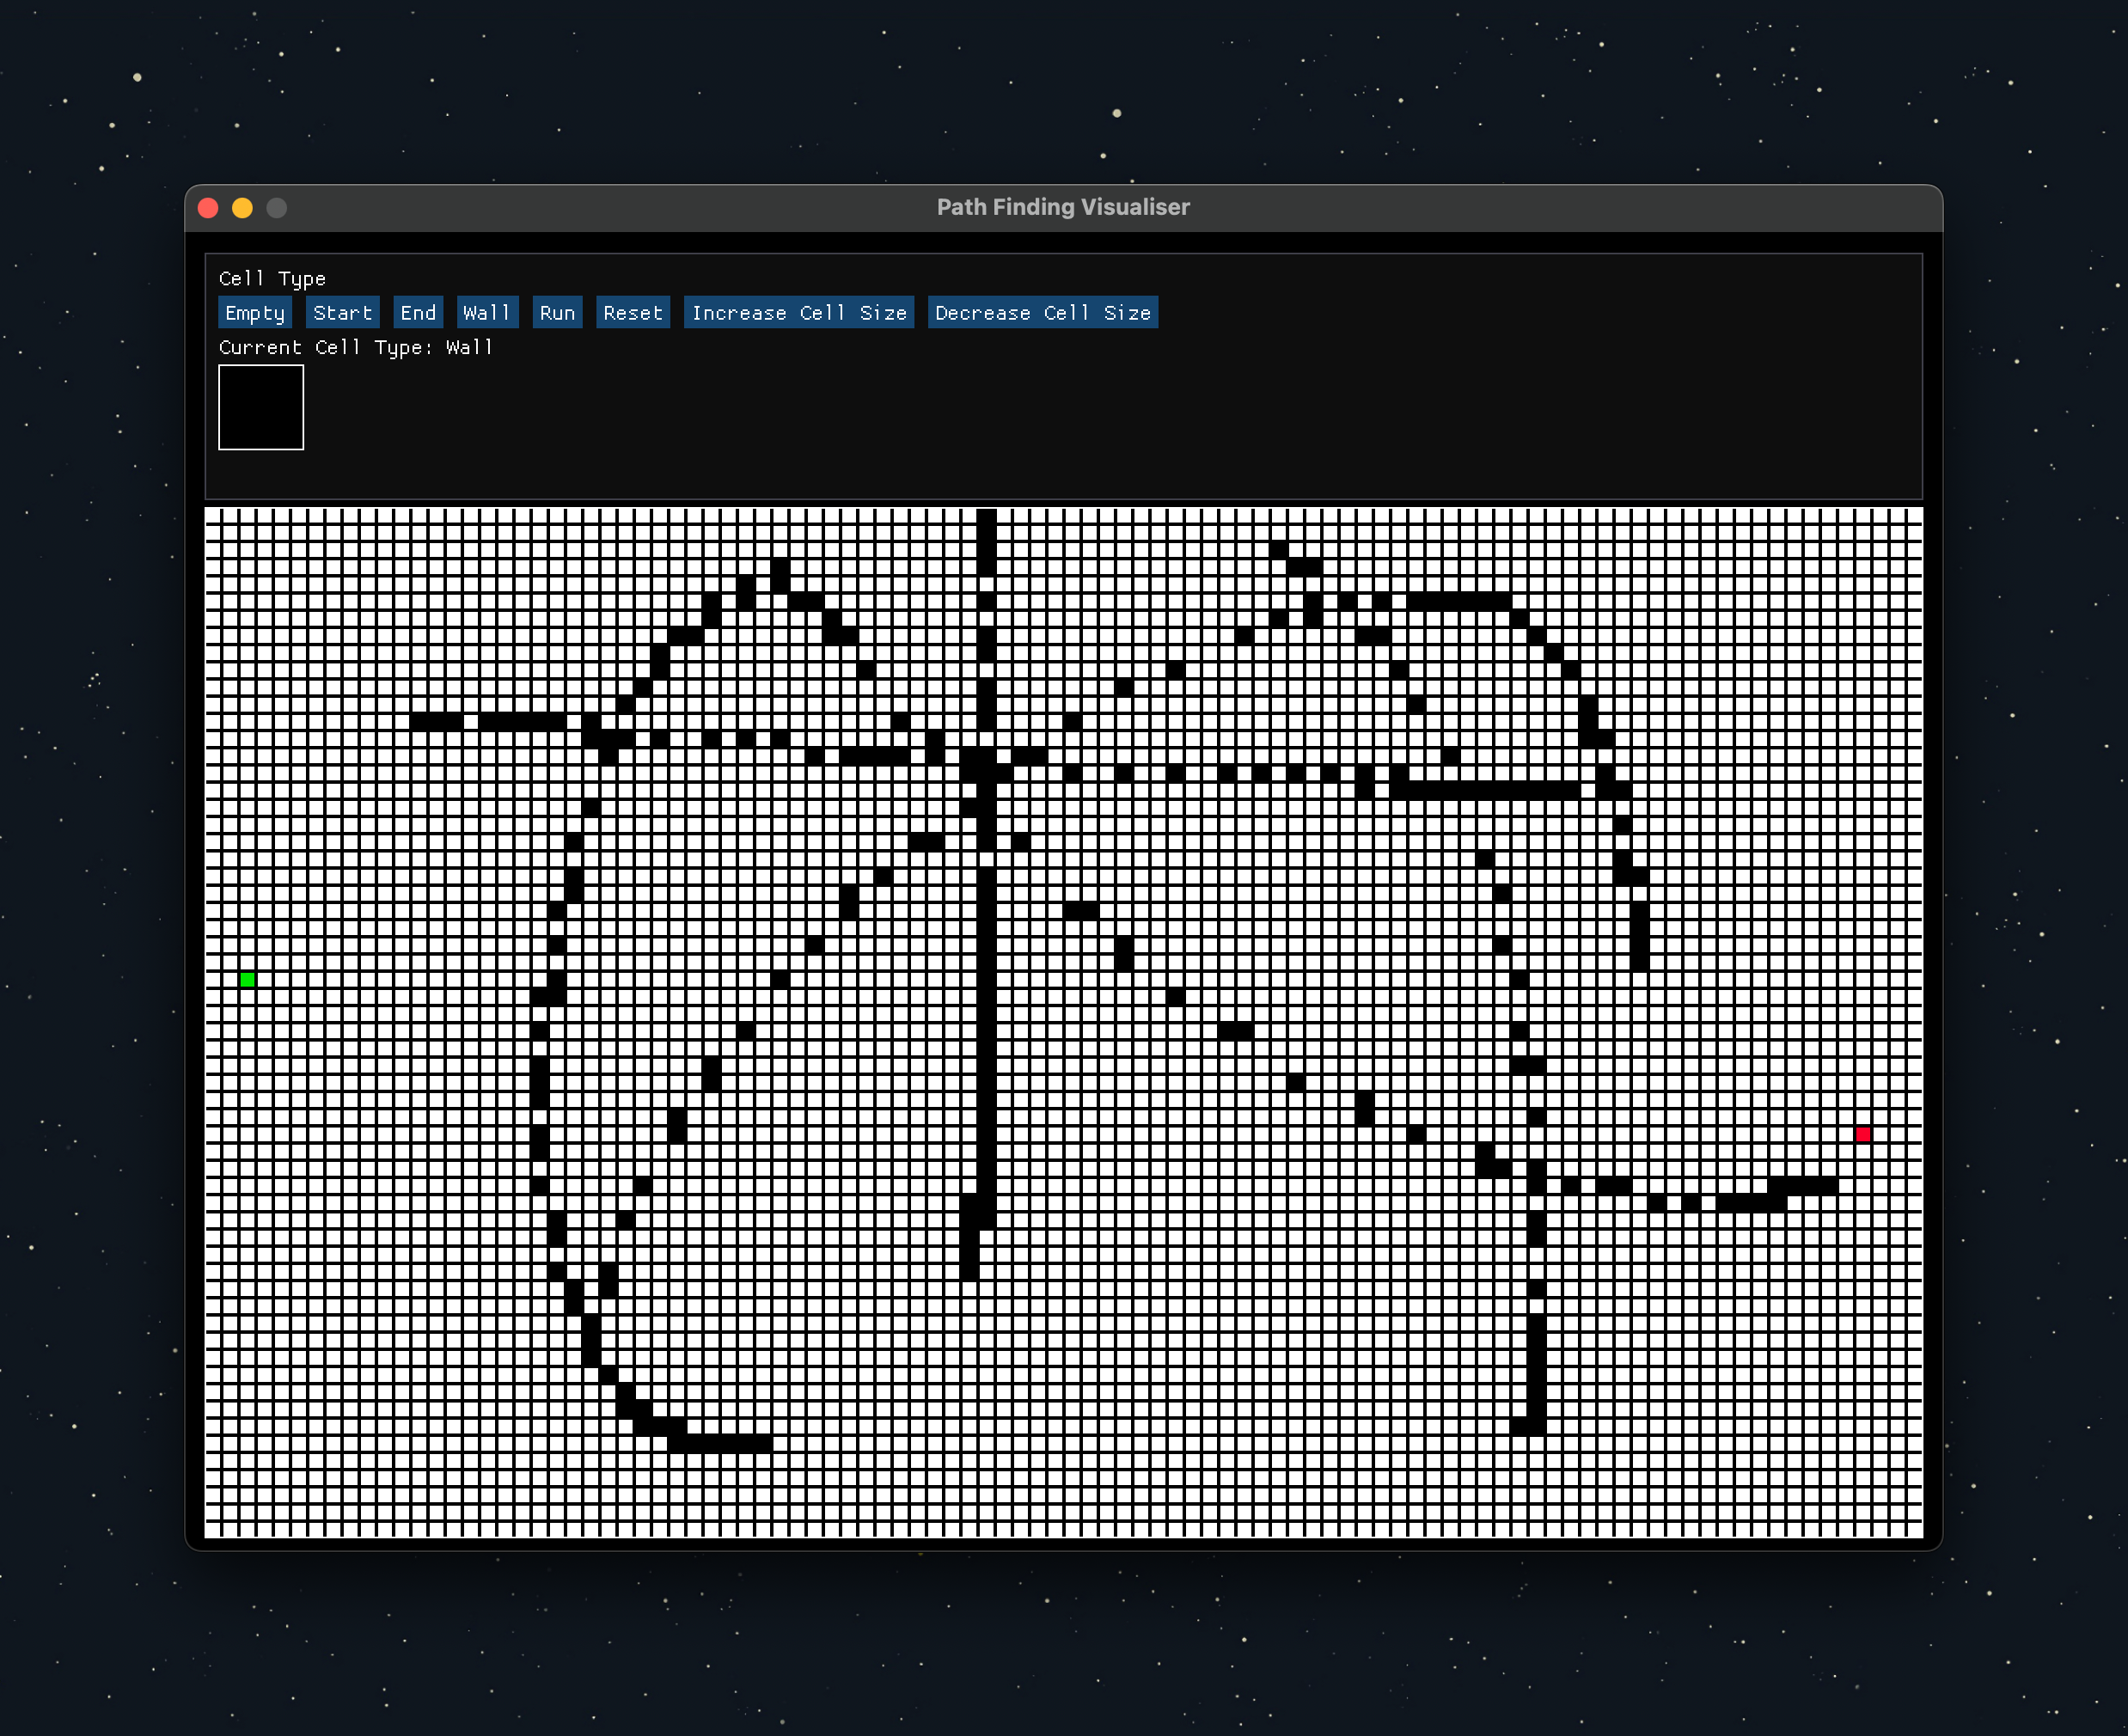 Path Finding Visualiser
Cell Type
Empty Start End Wall Run Reset Increase Cell Size Decrease Cell Size
Current Cell Type: Wall